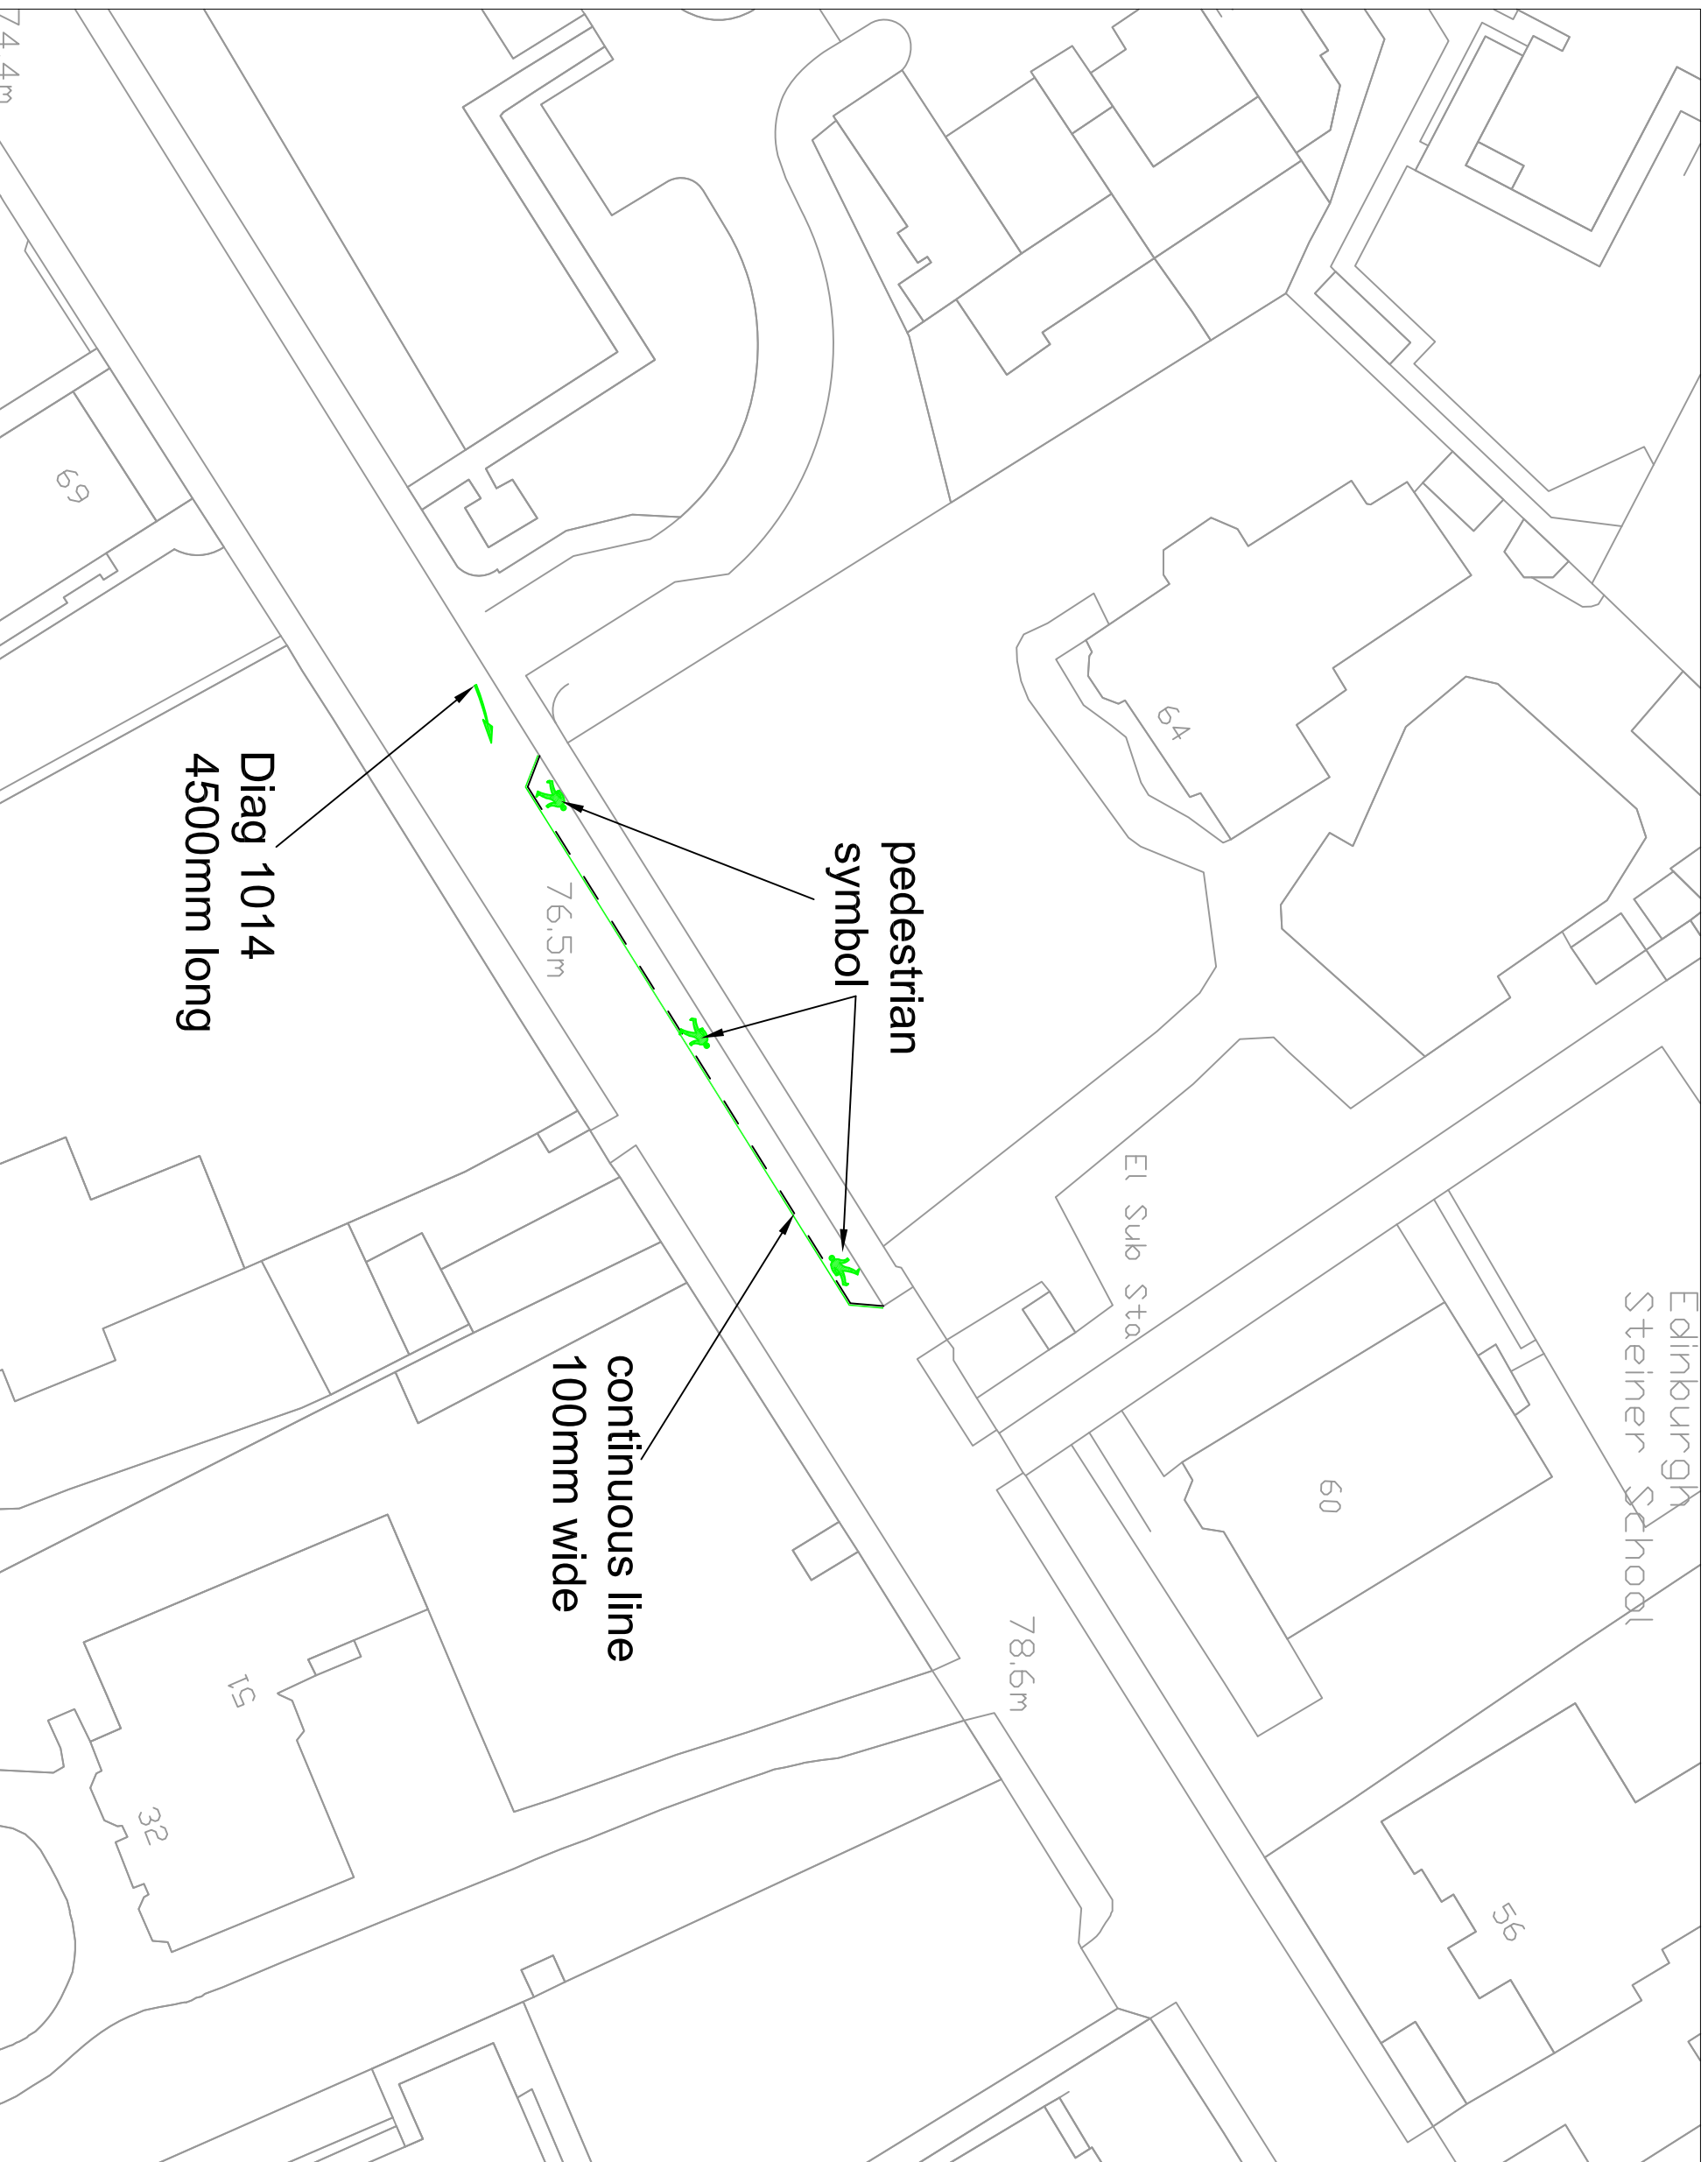 Edinburgh
Steiner School
El Sub Sta
pedestrian
symbol
Diag 1014
4500mm long
continuous line
100mm wide
76.5m
78.6m
64
60
56
69
51
32